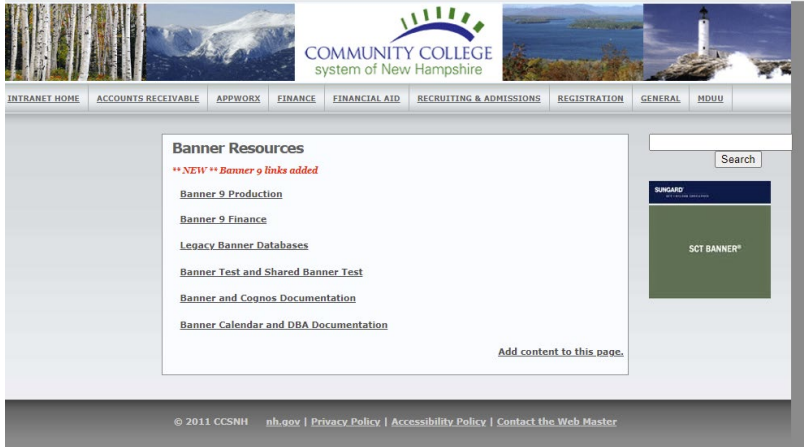 COMMUNITY COLLEGE
system of New Hampshire
INTRANET HOME ACCOUNTS RECEIVABLE APPWORX FINANCE FINANCIAL AID RECRUITING & ADMISSIONS REGISTRATION GENERAL MDUU
Banner Resources
** NEW ** Banner 9 links added
Banner 9 Production
Banner 9 Finance
Legacy Banner Databases
Banner Test and Shared Banner Test
Banner and Cognos Documentation
Banner Calendar and DBA Documentation
Add content to this page.
Search
SUNGARD®
SCT BANNER®
© 2011 CCSNH nh.gov | Privacy Policy | Accessibility Policy | Contact the Web Master